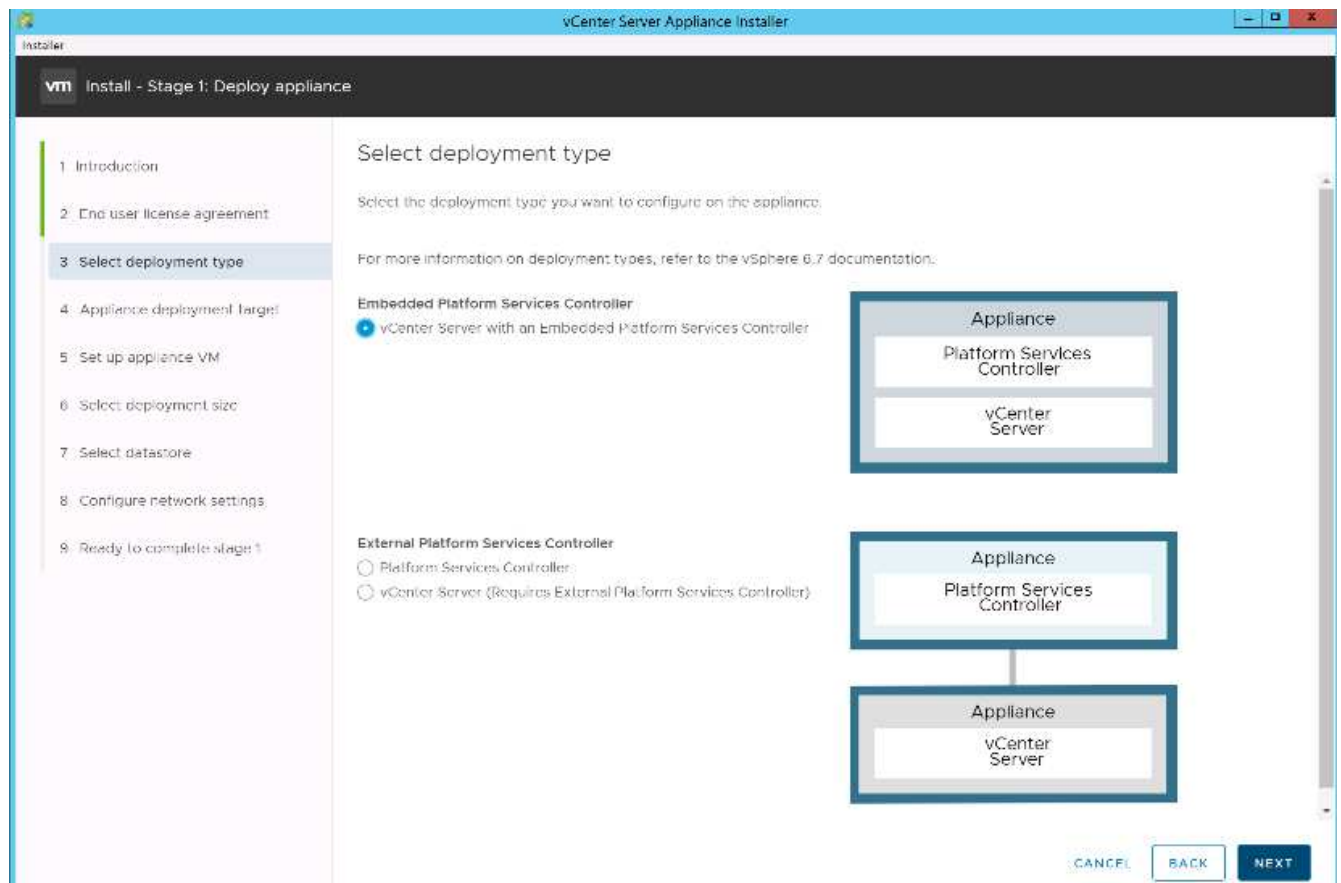 vCenter Server Appliance Installer
Installer
vm Install - Stage 1: Deploy appliance
1 Introduction
2 End user license agreement
3 Select deployment type
4 Appliance deployment target
5 Set up appliance VM
6 Select deployment size
7 Select datastore
8 Configure network settings
9 Ready to complete stage 1
Select deployment type
Select the deployment type you want to configure on the appliance.
For more information on deployment types, refer to the vSphere 6.7 documentation.
Embedded Platform Services Controller
vCenter Server with an Embedded Platform Services Controller
Appliance
Platform Services
Controller
vCenter
Server
External Platform Services Controller
Platform Services Controller
vCenter Server (Requires External Platform Services Controller)
Appliance
Platform Services
Controller
Appliance
vCenter
Server
CANCEL BACK NEXT